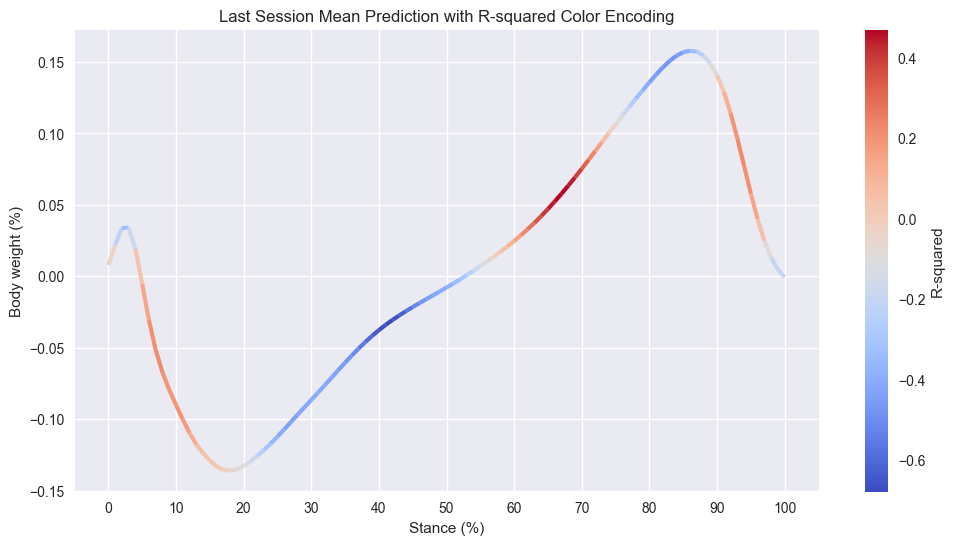 Last Session Mean Prediction with R-squared Color Encoding
Body weight (%)
0.15
0.10
0.05
0.00
−0.05
−0.10
−0.15
0 10 20 30 40 50 60 70 80 90 100
Stance (%)
0.4
0.2
0.0
−0.2
−0.4
−0.6
R-squared